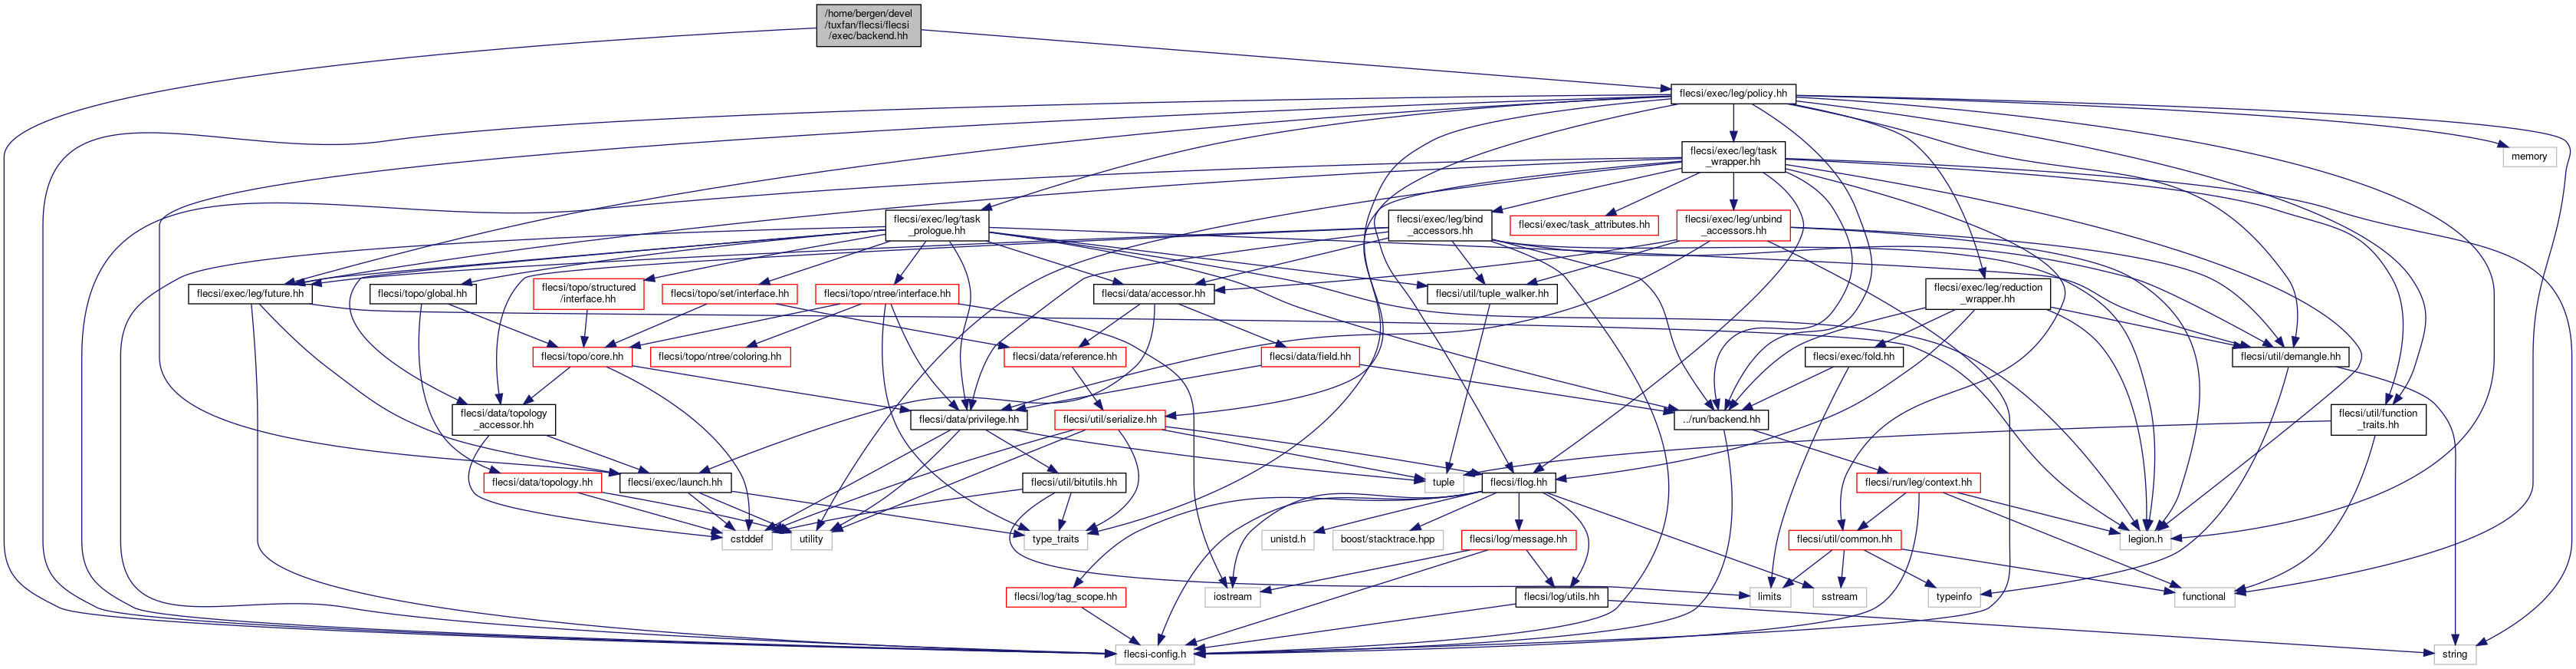 /home/bergen/devel
/tuxfan/flecsi/flecsi
/exec/backend.hh
flecsi/exec/leg/policy.hh
flecsi/exec/leg/task
_wrapper.hh
memory
flecsi/exec/leg/task
_prologue.hh
flecsi/exec/leg/bind
_accessors.hh
flecsi/exec/task_attributes.hh
flecsi/exec/leg/unbind
_accessors.hh
flecsi/exec/leg/future.hh
flecsi/topo/global.hh
flecsi/topo/structured
/interface.hh
flecsi/topo/set/interface.hh
flecsi/topo/ntree/interface.hh
flecsi/data/accessor.hh
flecsi/util/tuple_walker.hh
flecsi/exec/leg/reduction
_wrapper.hh
flecsi/topo/core.hh
flecsi/topo/ntree/coloring.hh
flecsi/data/reference.hh
flecsi/data/field.hh
flecsi/exec/fold.hh
flecsi/util/demangle.hh
flecsi/data/topology
_accessor.hh
flecsi/data/privilege.hh
flecsi/util/serialize.hh
../run/backend.hh
flecsi/util/function
_traits.hh
flecsi/data/topology.hh
flecsi/exec/launch.hh
flecsi/util/bitutils.hh
tuple
flecsi/flog.hh
flecsi/run/leg/context.hh
cstddef
utility
type_traits
unistd.h
boost/stacktrace.hpp
flecsi/log/message.hh
flecsi/util/common.hh
legion.h
flecsi/log/tag_scope.hh
iostream
flecsi/log/utils.hh
limits
sstream
typeinfo
functional
flecsi-config.h
string